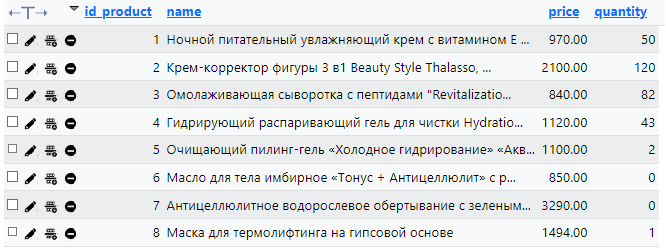 ←T→ id_product name price quantity
1 Ночной питательный увлажняющий крем с витамином Е ... 970.00 50
2 Крем-корректор фигуры 3 в1 Beauty Style Thalasso, ... 2100.00 120
3 Омолаживающая сыворотка с пептидами "Revitalizatio... 840.00 82
4 Гидрирующий распаривающий гель для чистки Hydratio... 1120.00 43
5 Очищающий пилинг-гель «Холодное гидрирование» «Акв... 1100.00 2
6 Масло для тела имбирное «Тонус + Антицеллюлит» с р... 850.00 0
7 Антицеллюлитное водорослевое обертывание с зеленым... 3290.00 0
8 Маска для термолифтинга на гипсовой основе 1494.00 1